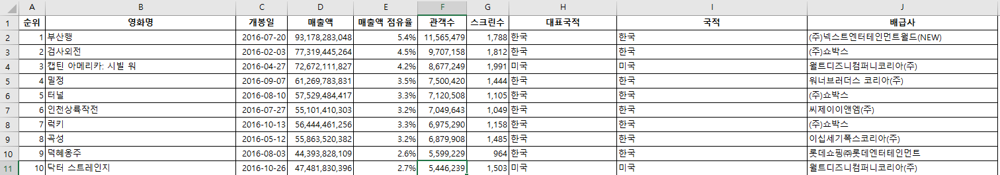 A B C D E F G H I J
1 순위 영화명 개봉일 매출액 매출액 점유율 관객수 스크린수 대표국적 국적 배급사
2 1 부산행 2016-07-20 93,178,283,048 5.4% 11,565,479 1,788 한국 한국 (주)넥스트엔터테인먼트월드(NEW)
3 2 검사외전 2016-02-03 77,319,445,264 4.5% 9,707,158 1,812 한국 한국 (주)쇼박스
4 3 캡틴 아메리카: 시빌 워 2016-04-27 72,672,111,827 4.2% 8,677,249 1,991 미국 미국 월트디즈니컴퍼니코리아(주)
5 4 밀정 2016-09-07 61,269,783,831 3.5% 7,500,420 1,444 한국 한국 워너브러더스 코리아(주)
6 5 터널 2016-08-10 57,529,484,417 3.3% 7,120,508 1,105 한국 한국 (주)쇼박스
7 6 인천상륙작전 2016-07-27 55,101,410,303 3.2% 7,049,643 1,049 한국 한국 씨제이이앤엠(주)
8 7 럭키 2016-10-13 56,444,461,256 3.3% 6,975,290 1,158 한국 한국 (주)쇼박스
9 8 곡성 2016-05-12 55,863,520,382 3.2% 6,879,908 1,485 한국 한국 이십세기폭스코리아(주)
10 9 덕혜옹주 2016-08-03 44,393,828,109 2.6% 5,599,229 964 한국 한국 롯데쇼핑㈜롯데엔터테인먼트
11 10 닥터 스트레인지 2016-10-26 47,481,830,396 2.7% 5,446,239 1,503 미국 미국 월트디즈니컴퍼니코리아(주)